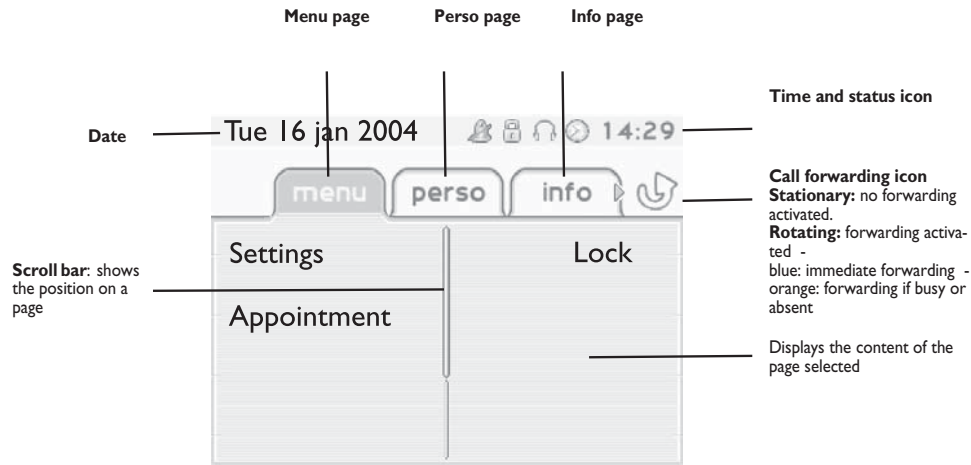 Menu page Perso page Info page
Time and status icon
Date
Tue 16 jan 2004 14:29
Call forwarding icon
Stationary: no forwarding
activated.
Rotating: forwarding activa-
ted -
blue: immediate forwarding -
orange: forwarding if busy or
absent
menu perso info
Settings Lock
Scroll bar: shows
the position on a
page
Appointment
Displays the content of the
page selected